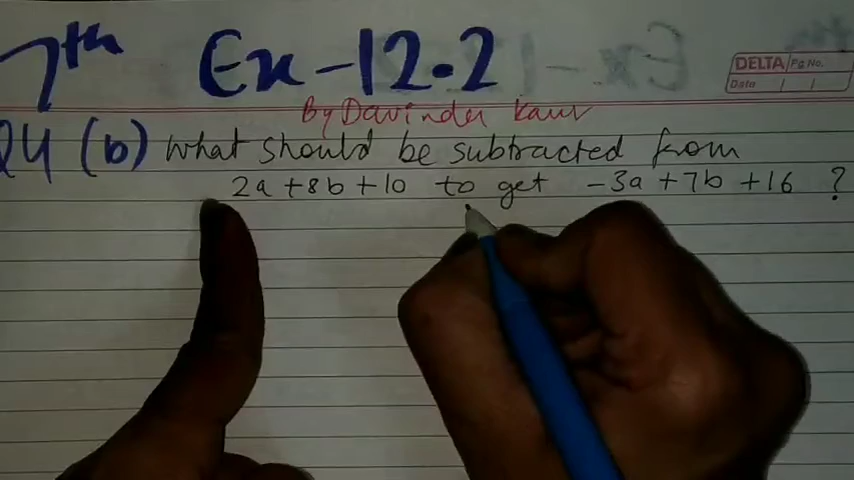 7th Ex-12.2
DELTA Pg No.
Date
By Davinder Kaur
Q4 (b) What should be subtracted from
2a + 8b + 10 to get -3a + 7b + 16 ?